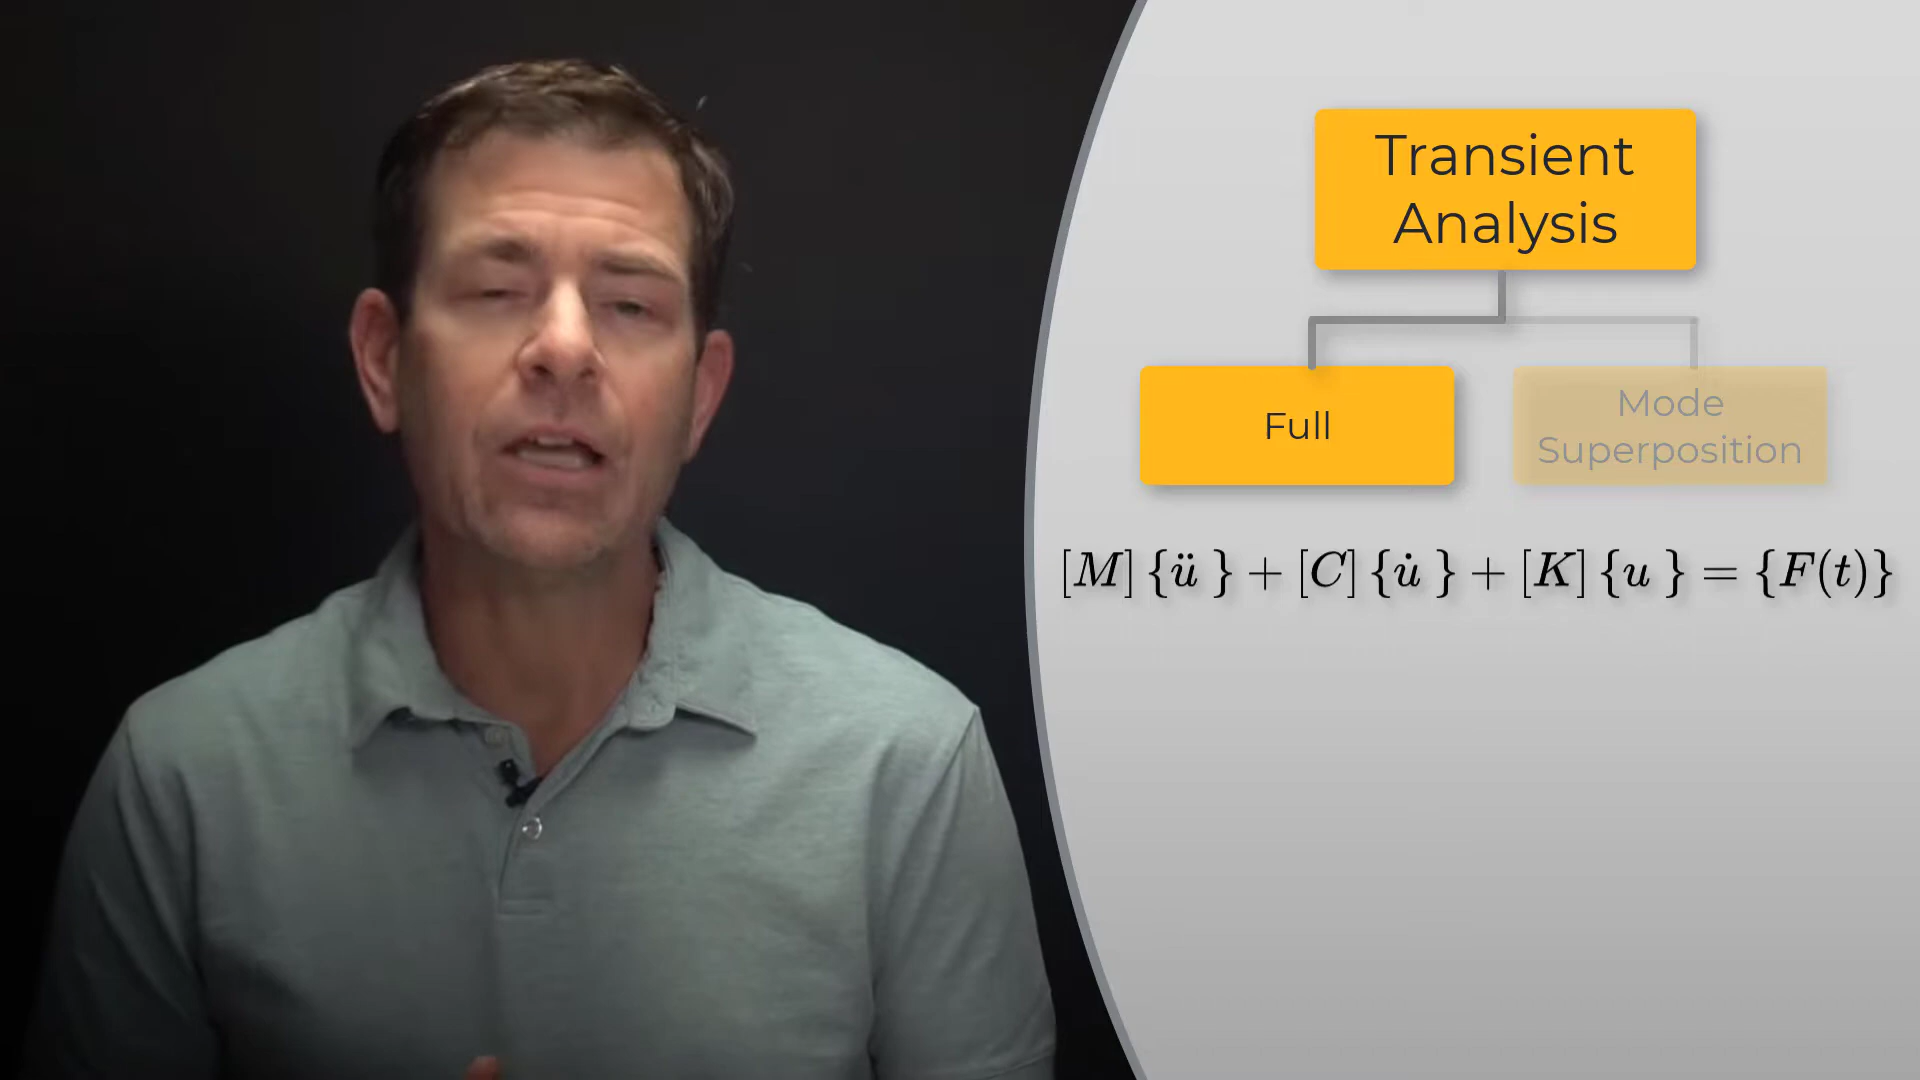 Transient
Analysis
Full
Mode
Superposition
[M]{ü} + [C]{u̇} + [K]{u} = {F(t)}